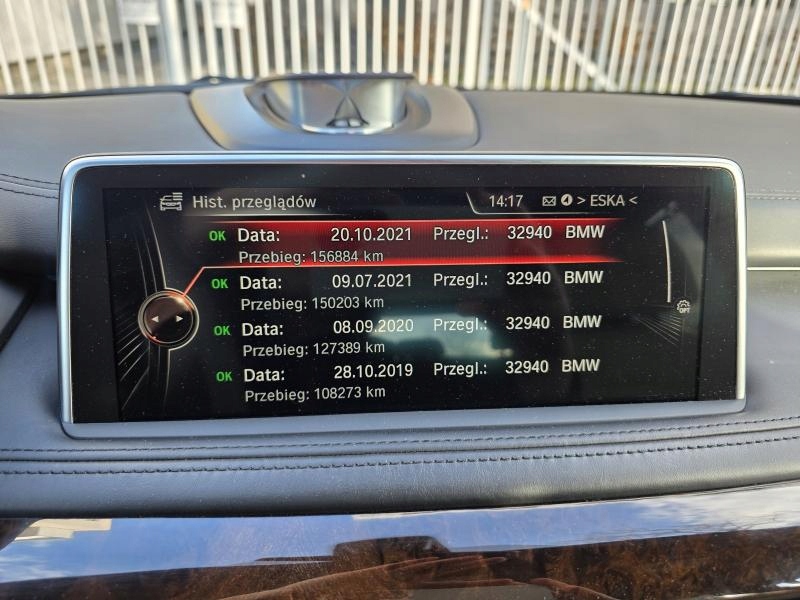 Hist. przeglądów 14:17 > ESKA <
OK Data: 20.10.2021 Przegl.: 32940 BMW
Przebieg: 156884 km
OK Data: 09.07.2021 Przegl.: 32940 BMW
Przebieg: 150203 km
OK Data: 08.09.2020 Przegl.: 32940 BMW
Przebieg: 127389 km
OK Data: 28.10.2019 Przegl.: 32940 BMW
Przebieg: 108273 km
OPT